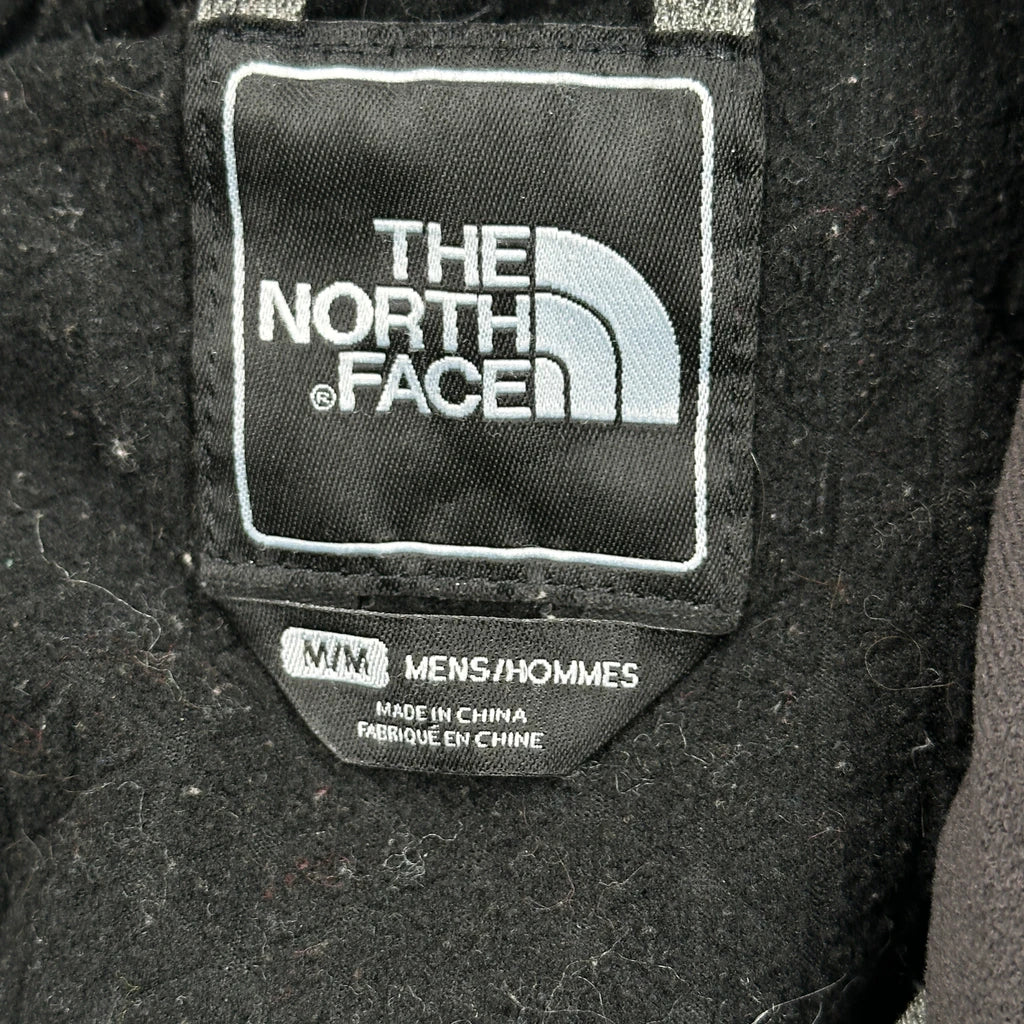 THE
NORTH
®FACE
M/M MENS/HOMMES
MADE IN CHINA
FABRIQUÉ EN CHINE